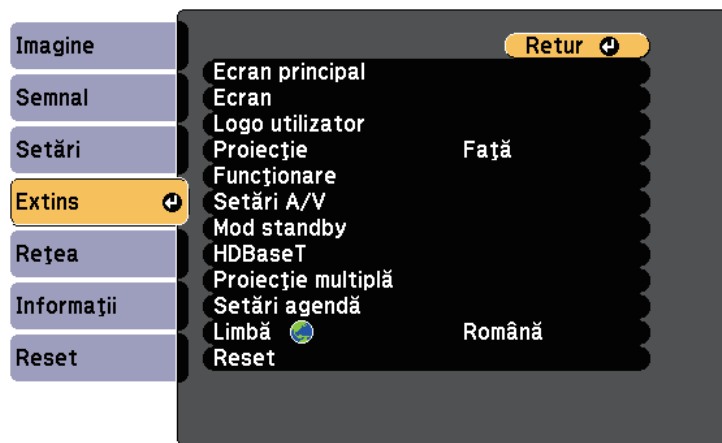 Imagine
Semnal
Setări
Extins
Reţea
Informaţii
Reset
Retur
Ecran principal
Ecran
Logo utilizator
Proiecţie Faţă
Funcţionare
Setări A/V
Mod standby
HDBaseT
Proiecţie multiplă
Setări agendă
Limbă Română
Reset